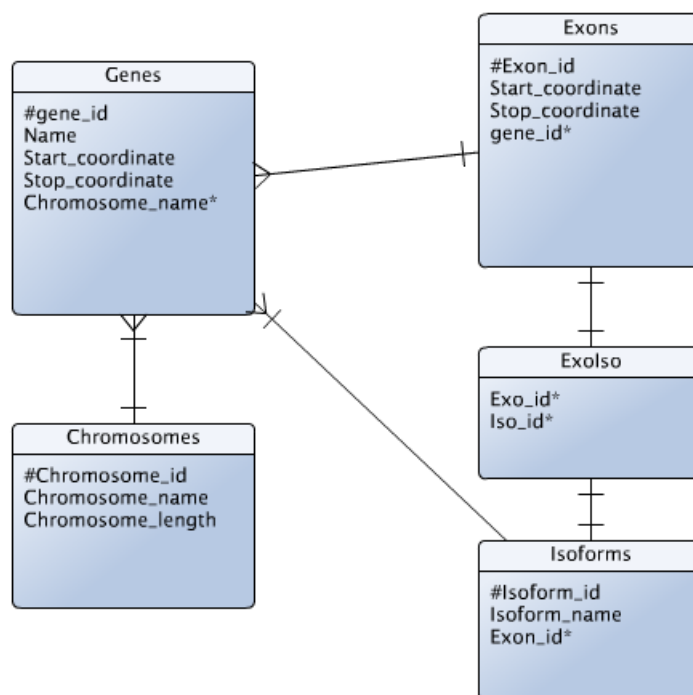 Genes
#gene_id
Name
Start_coordinate
Stop_coordinate
Chromosome_name*
Exons
#Exon_id
Start_coordinate
Stop_coordinate
gene_id*
ExoIso
Exo_id*
Iso_id*
Chromosomes
#Chromosome_id
Chromosome_name
Chromosome_length
Isoforms
#Isoform_id
Isoform_name
Exon_id*